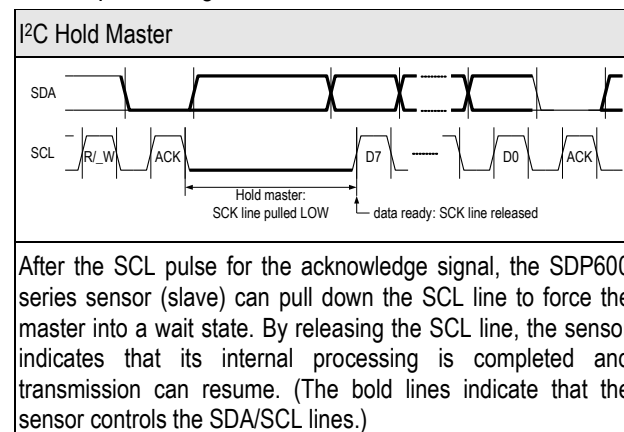 I²C Hold Master
SDA
SCL R/_W ACK D7 D0 ACK
Hold master:
SCK line pulled LOW data ready: SCK line released
After the SCL pulse for the acknowledge signal, the SDP600
series sensor (slave) can pull down the SCL line to force the
master into a wait state. By releasing the SCL line, the senso
indicates that its internal processing is completed and
transmission can resume. (The bold lines indicate that the
sensor controls the SDA/SCL lines.)